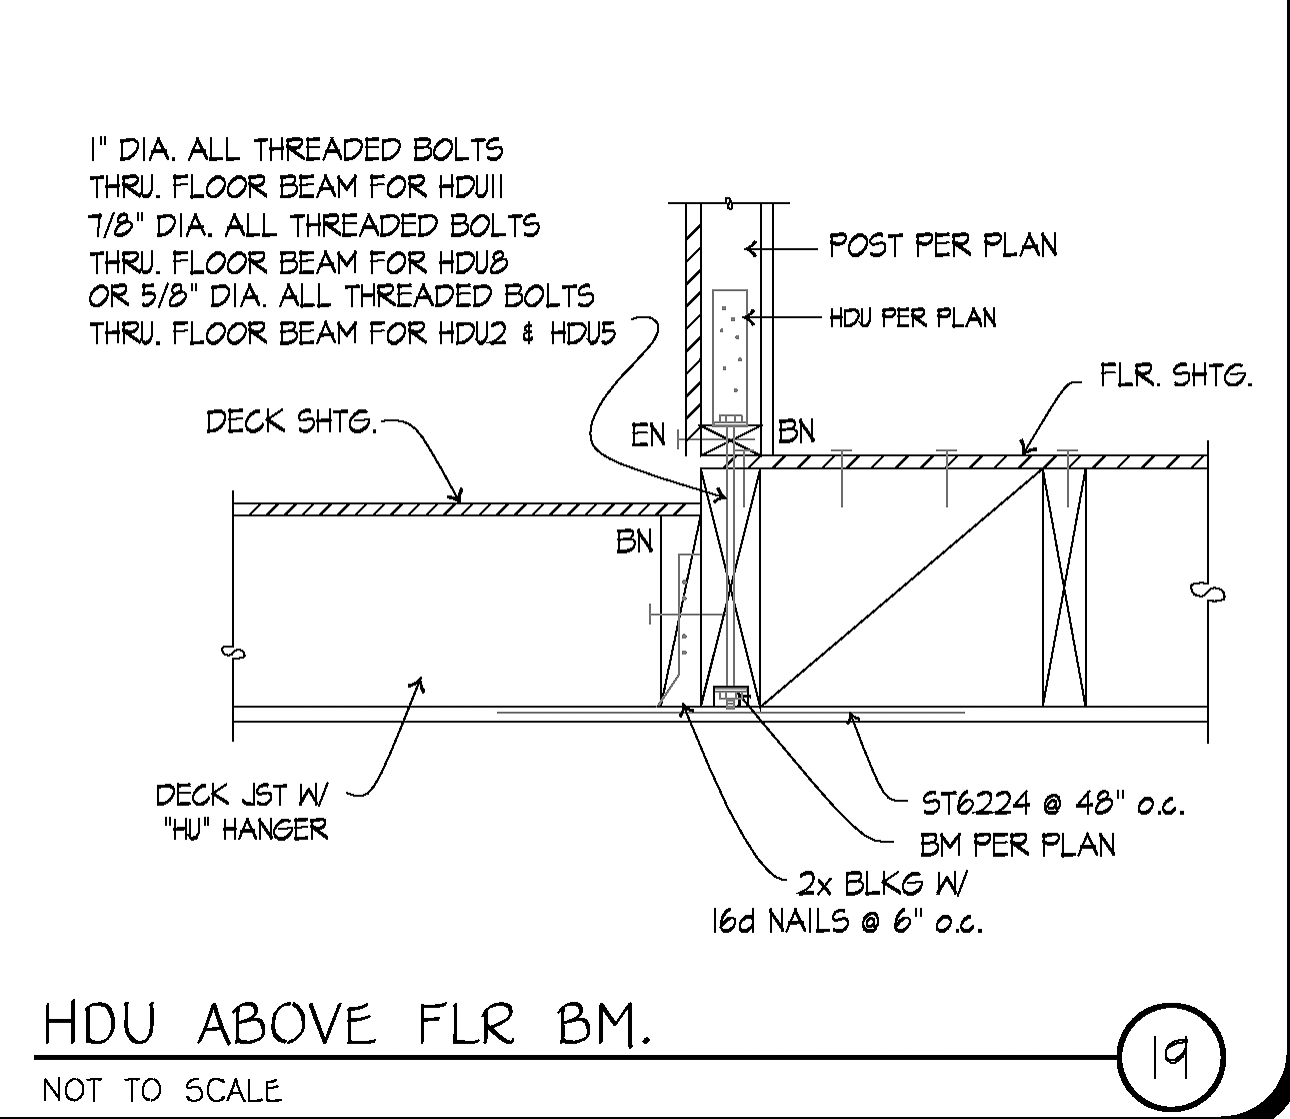 1" DIA. ALL THREADED BOLTS
THRU. FLOOR BEAM FOR HDU11
7/8" DIA. ALL THREADED BOLTS
THRU. FLOOR BEAM FOR HDU8
OR 5/8" DIA. ALL THREADED BOLTS
THRU. FLOOR BEAM FOR HDU2 & HDU5
POST PER PLAN
HDU PER PLAN
FLR. SHTG.
DECK SHTG.
EN
BN
BN
DECK JST W/
"HU" HANGER
ST6224 @ 48" o.c.
BM PER PLAN
2x BLKG W/
16d NAILS @ 6" o.c.
HDU ABOVE FLR BM.
19
NOT TO SCALE